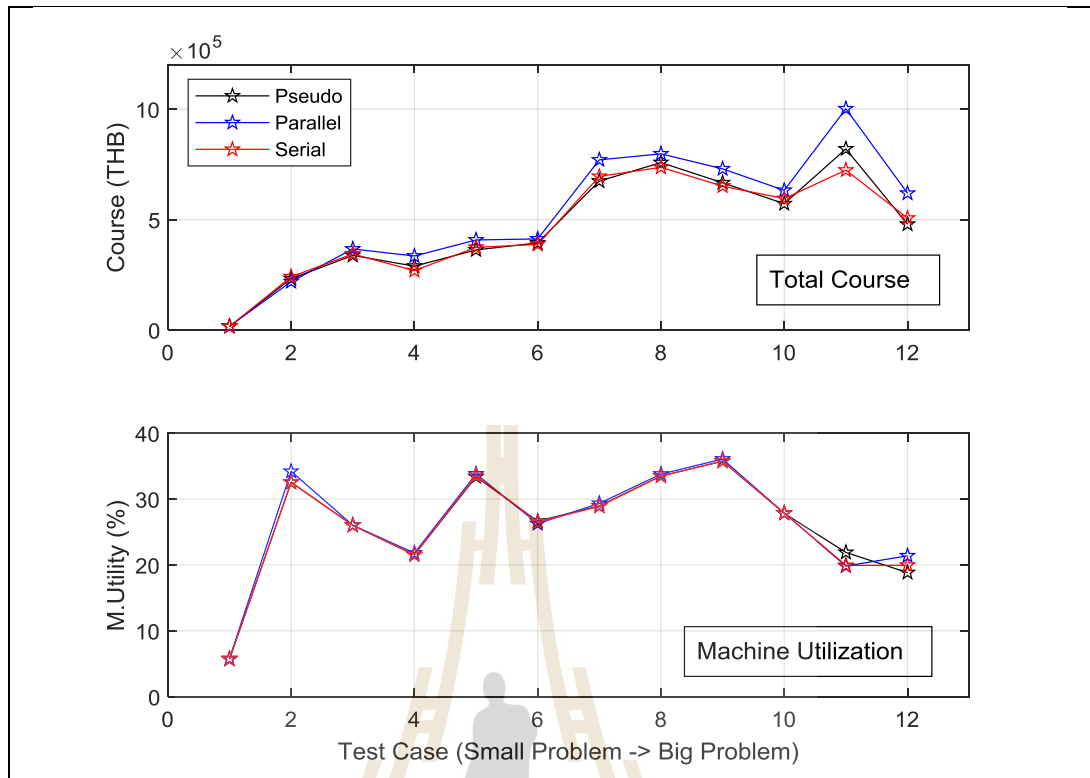 ×10^5
10
5
0
Course (THB)
Pseudo
Parallel
Serial
Total Course
0 2 4 6 8 10 12
40
30
20
10
0
M.Utility (%)
Machine Utilization
0 2 4 6 8 10 12
Test Case (Small Problem -> Big Problem)